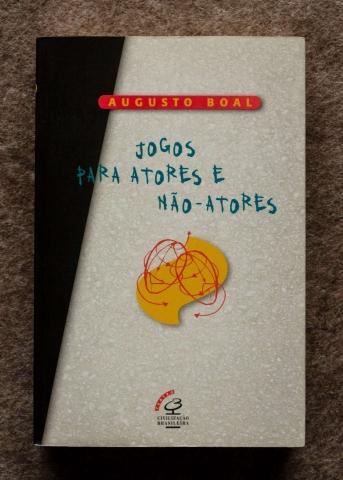 AUGUSTO BOAL
JOGOS
PARA ATORES E
NÃO-ATORES
CIVILIZAÇÃO
BRASILEIRA